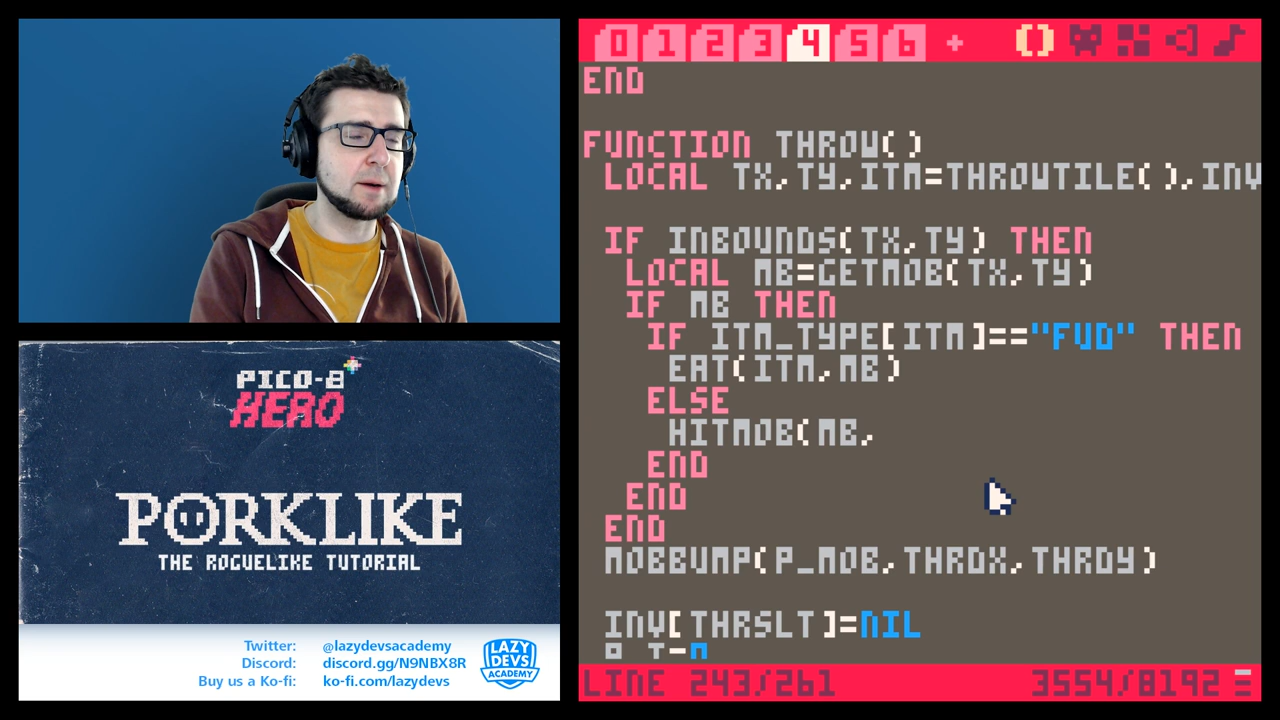 0 1 2 3 4 5 6 +
END
FUNCTION THROW()
LOCAL TX,TY,ITM=THROWTILE(),INV
IF INBOUNDS(TX,TY) THEN
LOCAL MB=GETMOB(TX,TY)
IF MB THEN
IF ITM_TYPE[ITM]=="FUD" THEN
EAT(ITM,MB)
ELSE
HITMOB(MB,
END
END
END
MOBBUMP(P_MOB,THRDX,THRDY)
INV[THRSLT]=NIL
LINE 243/261 3554/8192
PICO-8
HERO
PORKLIKE
THE ROGUELIKE TUTORIAL
Twitter: @lazydevsacademy
Discord: discord.gg/N9NBX8R
Buy us a Ko-fi: ko-fi.com/lazydevs
LAZY
DEVS
ACADEMY